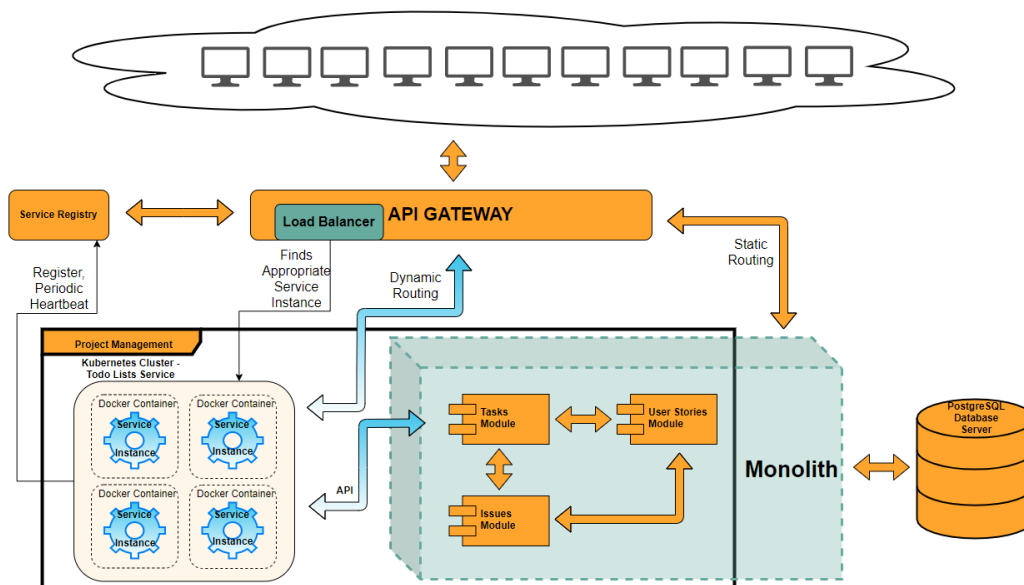 Service Registry
Load Balancer
API GATEWAY
Register,
Periodic
Heartbeat
Finds
Appropriate
Service
Instance
Dynamic
Routing
Static
Routing
Project Management
Kubernetes Cluster -
Todo Lists Service
Docker Container
Service
Instance
Docker Container
Service
Instance
Docker Container
Service
Instance
Docker Container
Service
Instance
API
Tasks
Module
User Stories
Module
Issues
Module
Monolith
PostgreSQL
Database
Server